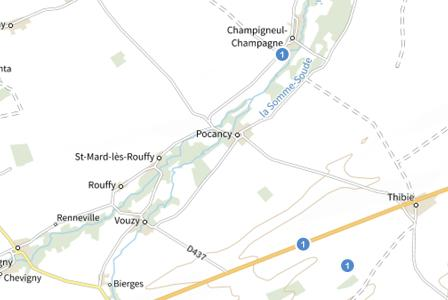 Champigneul-
Champagne
1
la Somme-Soude
Pocancy
St-Mard-lès-Rouffy
Rouffy
Thibie
Renneville
Vouzy
1
D437
1
Chevigny
Bierges